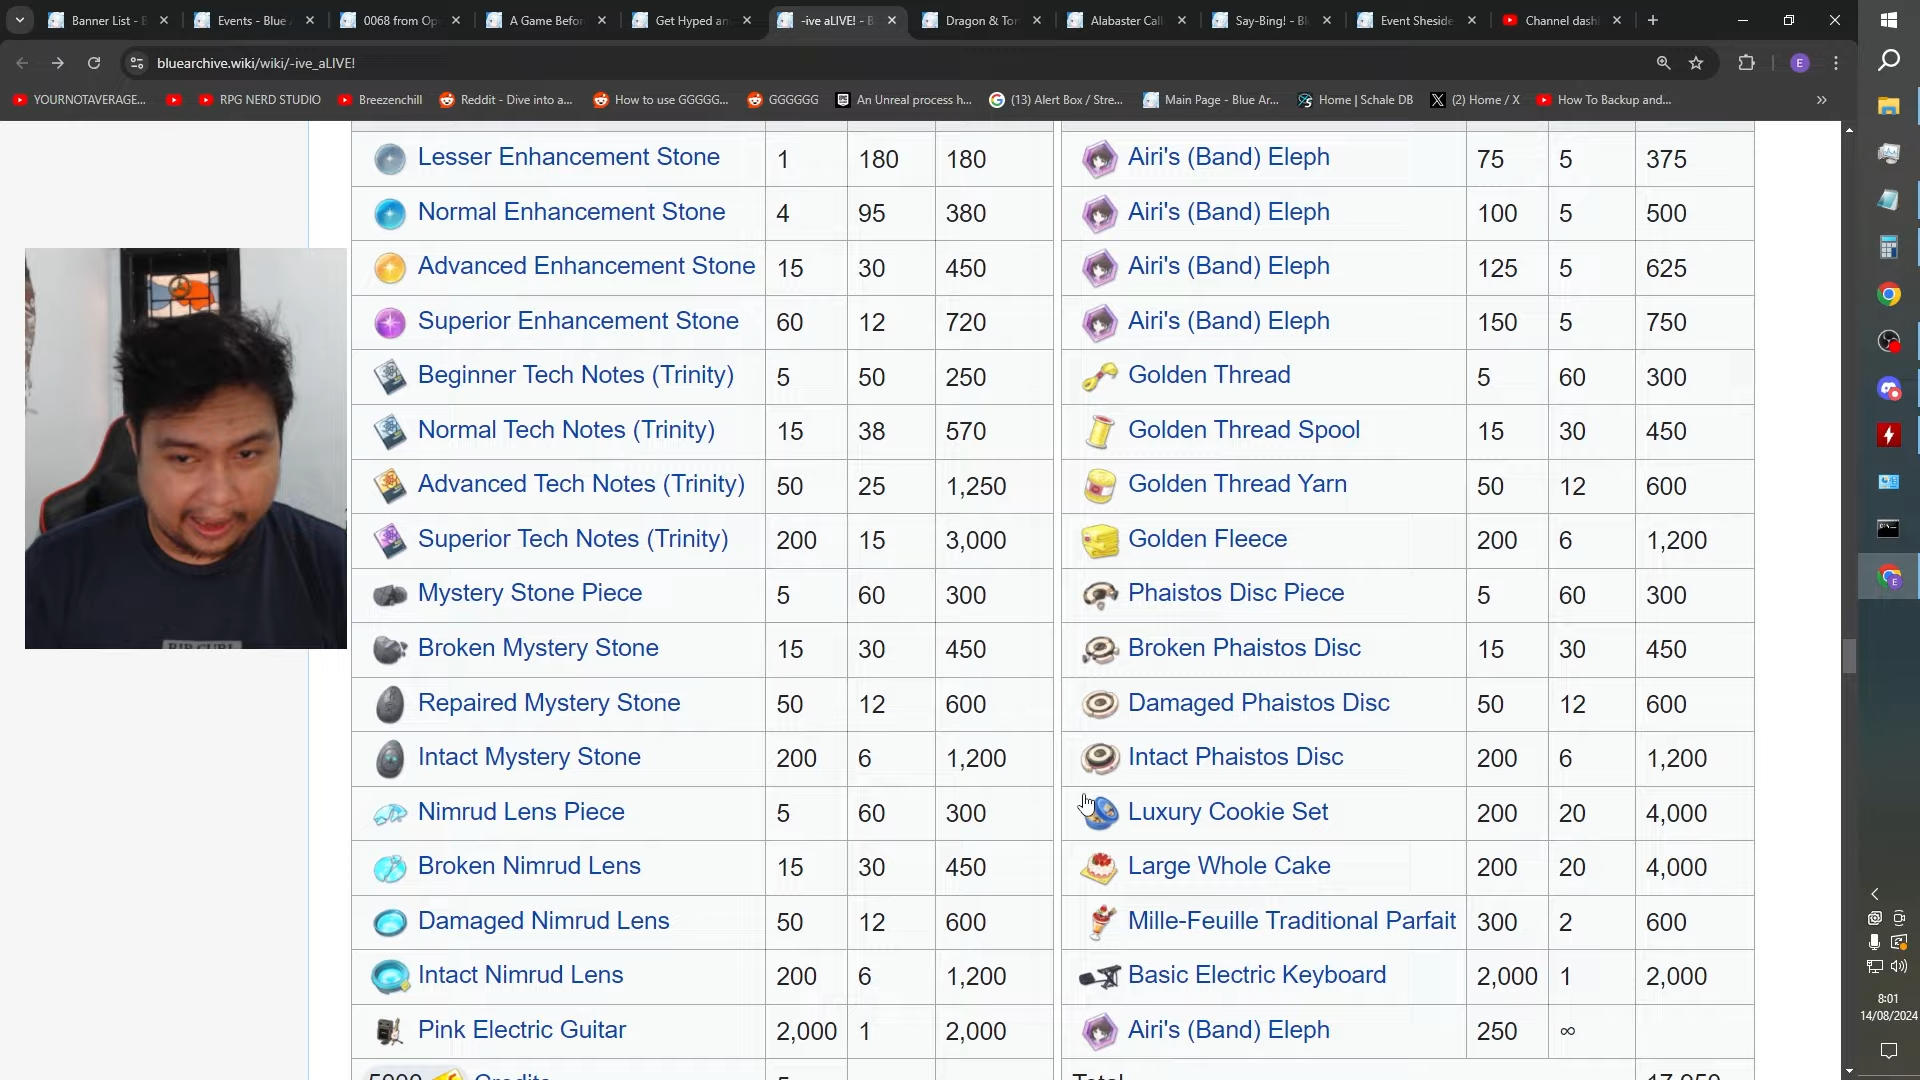 Banner List - B
Events - Blue A
0068 from Op
A Game Befor
Get Hyped an
-ive aLIVE! - B
Dragon & Tor
Alabaster Call
Say-Bing! - Bl
Event Sheside
Channel dash
bluearchive.wiki/wiki/-ive_aLIVE!
E
YOURNOTAVERAGE...
RPG NERD STUDIO
Breezenchill
Reddit - Dive into a...
How to use GGGGG...
GGGGGG
An Unreal process h...
(13) Alert Box / Stre...
Main Page - Blue Ar...
Home | Schale DB
(2) Home / X
How To Backup and...
»
Lesser Enhancement Stone 1 180 180
Normal Enhancement Stone 4 95 380
Advanced Enhancement Stone 15 30 450
Superior Enhancement Stone 60 12 720
Beginner Tech Notes (Trinity) 5 50 250
Normal Tech Notes (Trinity) 15 38 570
Advanced Tech Notes (Trinity) 50 25 1,250
Superior Tech Notes (Trinity) 200 15 3,000
Mystery Stone Piece 5 60 300
Broken Mystery Stone 15 30 450
Repaired Mystery Stone 50 12 600
Intact Mystery Stone 200 6 1,200
Nimrud Lens Piece 5 60 300
Broken Nimrud Lens 15 30 450
Damaged Nimrud Lens 50 12 600
Intact Nimrud Lens 200 6 1,200
Pink Electric Guitar 2,000 1 2,000
5000 Credits 5
Airi's (Band) Eleph 75 5 375
Airi's (Band) Eleph 100 5 500
Airi's (Band) Eleph 125 5 625
Airi's (Band) Eleph 150 5 750
Golden Thread 5 60 300
Golden Thread Spool 15 30 450
Golden Thread Yarn 50 12 600
Golden Fleece 200 6 1,200
Phaistos Disc Piece 5 60 300
Broken Phaistos Disc 15 30 450
Damaged Phaistos Disc 50 12 600
Intact Phaistos Disc 200 6 1,200
Luxury Cookie Set 200 20 4,000
Large Whole Cake 200 20 4,000
Mille-Feuille Traditional Parfait 300 2 600
Basic Electric Keyboard 2,000 1 2,000
Airi's (Band) Eleph 250 ∞
Total 17,950
RIP CURL
8:01
14/08/2024